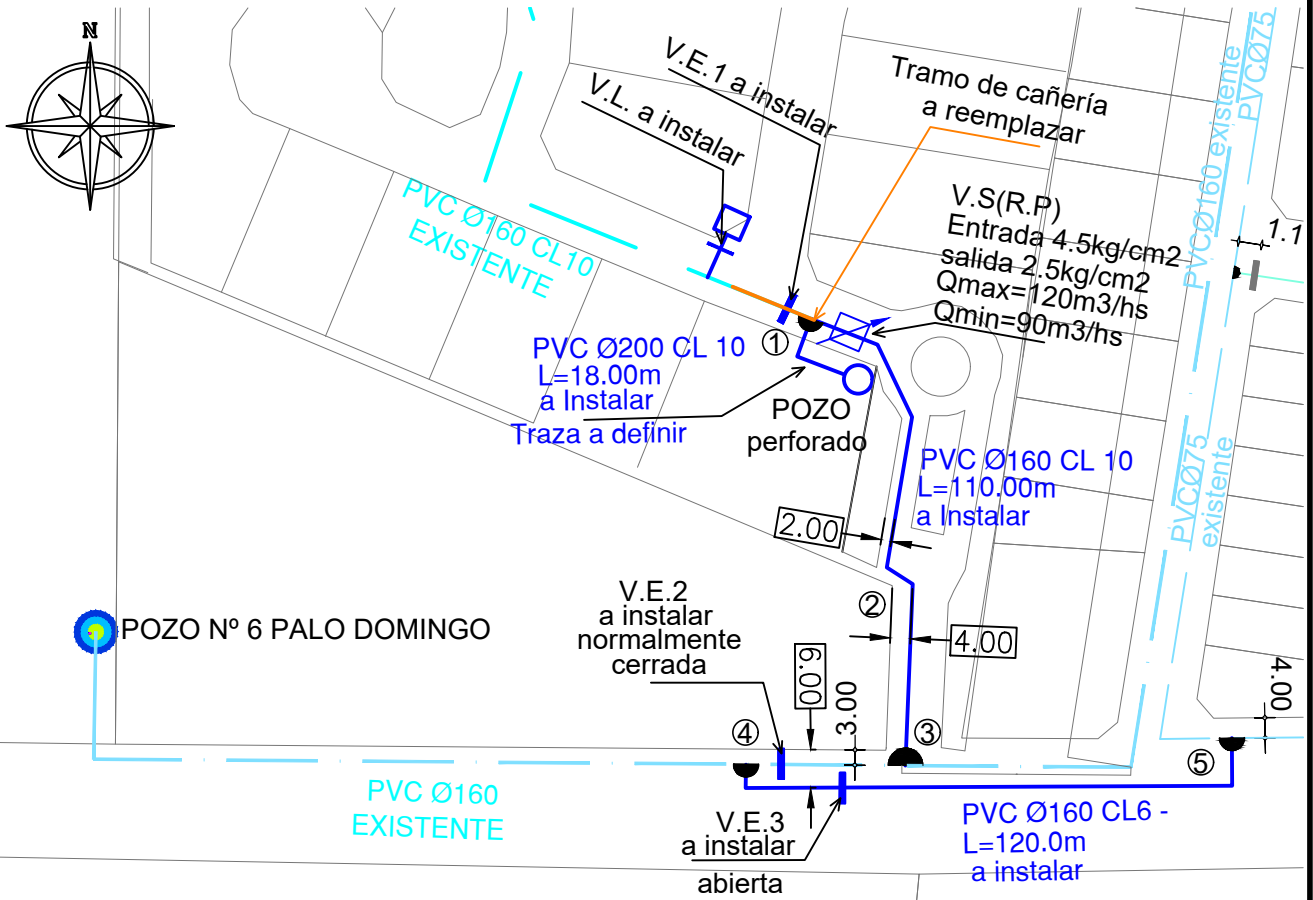 N
V.E.1 a instalar
V.L. a instalar
Tramo de cañería
a reemplazar
PVCØ160 existente
PVCØ75
V.S(R.P)
Entrada 4.5kg/cm2
salida 2.5kg/cm2
Qmax=120m3/hs
Qmin=90m3/hs
1.1
PVC Ø160 CL10
EXISTENTE
①
PVC Ø200 CL 10
L=18.00m
a Instalar
Traza a definir
POZO
perforado
PVC Ø160 CL 10
L=110.00m
a Instalar
PVCØ75
existente
2.00
②
4.00
POZO Nº 6 PALO DOMINGO
V.E.2
a instalar
normalmente
cerrada
6.00
3.00
4.00
④
③
⑤
PVC Ø160
EXISTENTE
V.E.3
a instalar
abierta
PVC Ø160 CL6 -
L=120.0m
a instalar